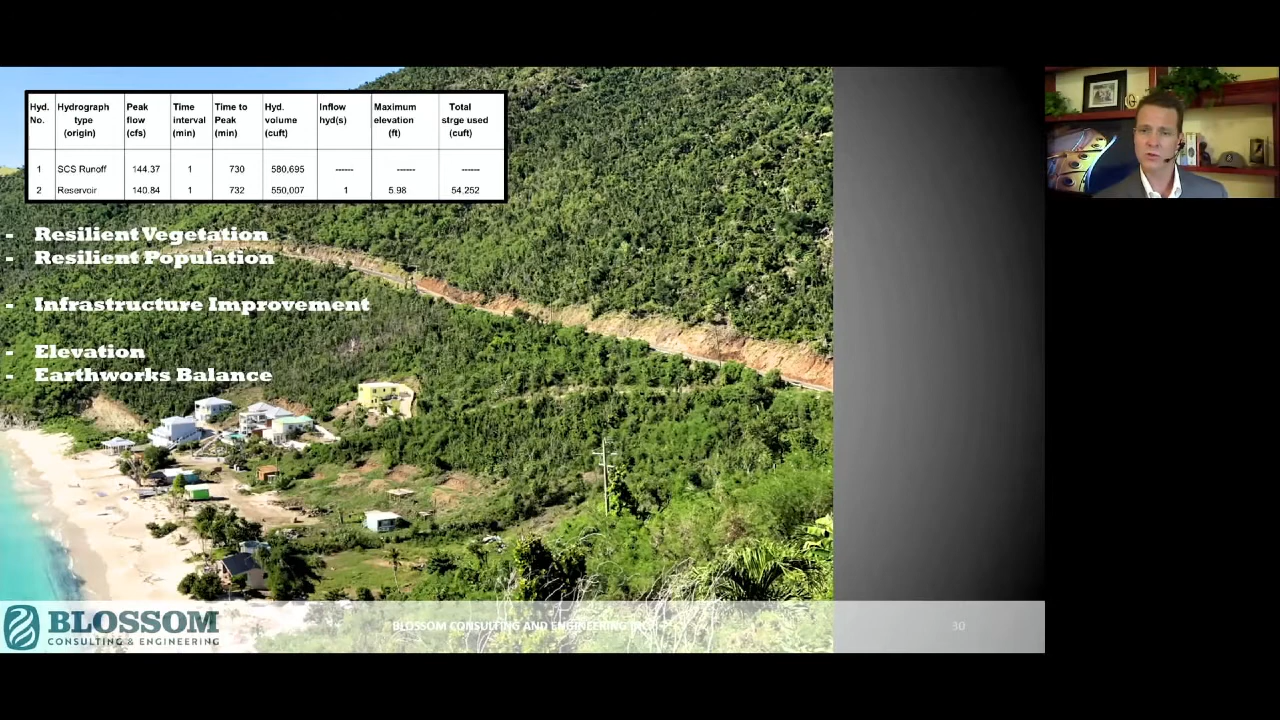 Hyd. Hydrograph Peak Time Time to Hyd. Inflow Maximum Total
No. type flow interval Peak volume hyd(s) elevation strge used
(origin) (cfs) (min) (min) (cuft) (ft) (cuft)
1 SCS Runoff 144.37 1 730 580,695 ------ ------ ------
2 Reservoir 140.84 1 732 550,007 1 5.98 54,252
- Resilient Vegetation
- Resilient Population
- Infrastructure Improvement
- Elevation
- Earthworks Balance
BLOSSOM
CONSULTING & ENGINEERING
BLOSSOM CONSULTING AND ENGINEERING INC
30